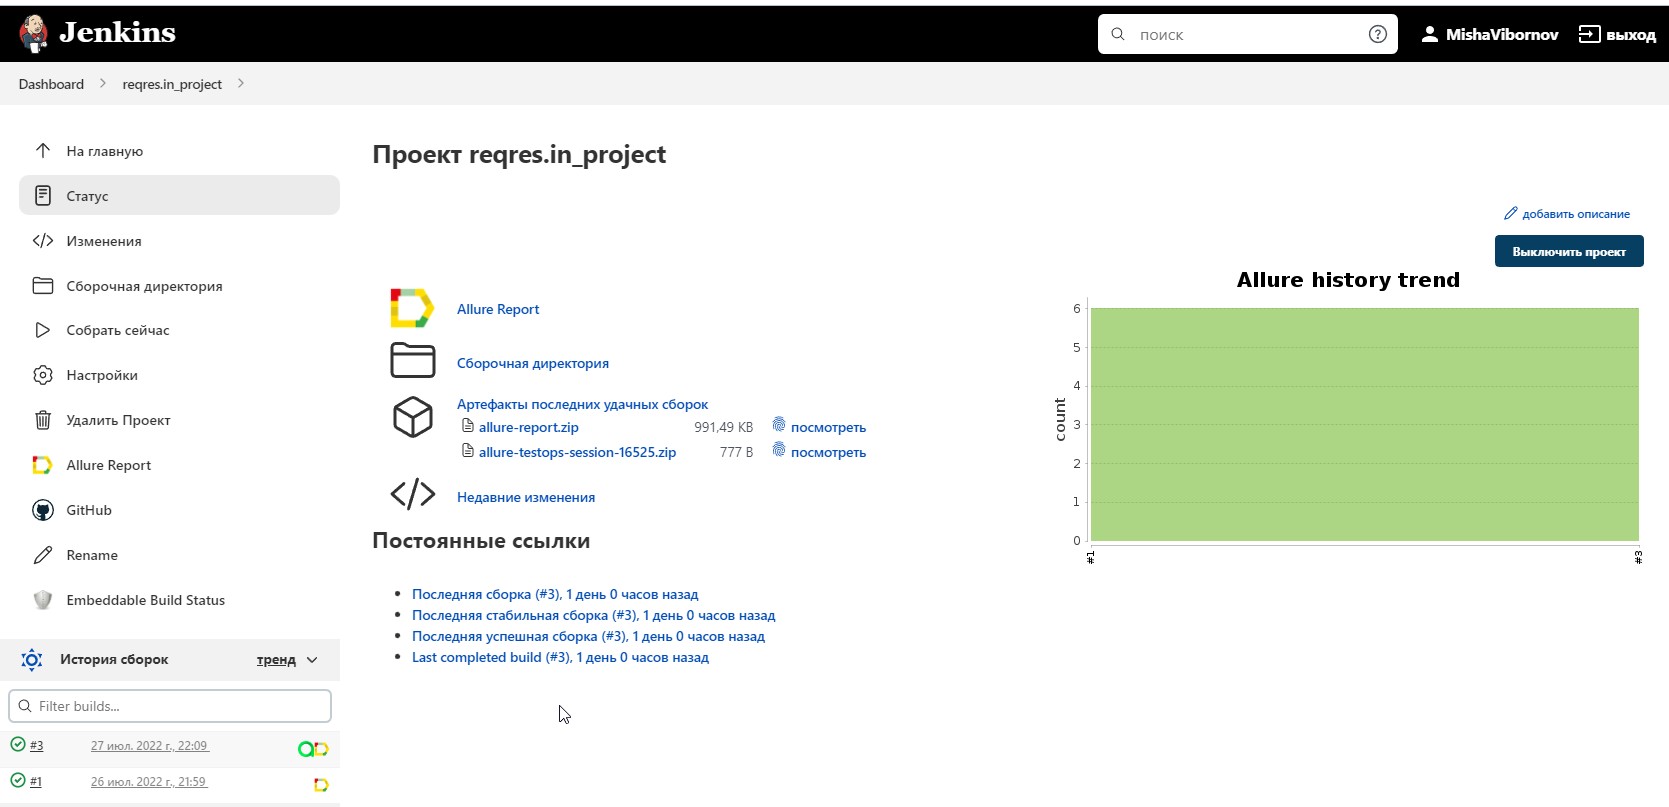 Jenkins
поиск
MishaVibornov
выход
Dashboard
reqres.in_project
На главную
Статус
Изменения
Сборочная директория
Собрать сейчас
Настройки
Удалить Проект
Allure Report
GitHub
Rename
Embeddable Build Status
История сборок
тренд
Filter builds...
#3
27 июл. 2022 г., 22:09
#1
26 июл. 2022 г., 21:59
Проект reqres.in_project
добавить описание
Выключить проект
Allure Report
Сборочная директория
Артефакты последних удачных сборок
allure-report.zip 991,49 KB посмотреть
allure-testops-session-16525.zip 777 B посмотреть
Недавние изменения
Постоянные ссылки
Последняя сборка (#3), 1 день 0 часов назад
Последняя стабильная сборка (#3), 1 день 0 часов назад
Последняя успешная сборка (#3), 1 день 0 часов назад
Last completed build (#3), 1 день 0 часов назад
Allure history trend
count
6
5
4
3
2
1
0
#1
#3